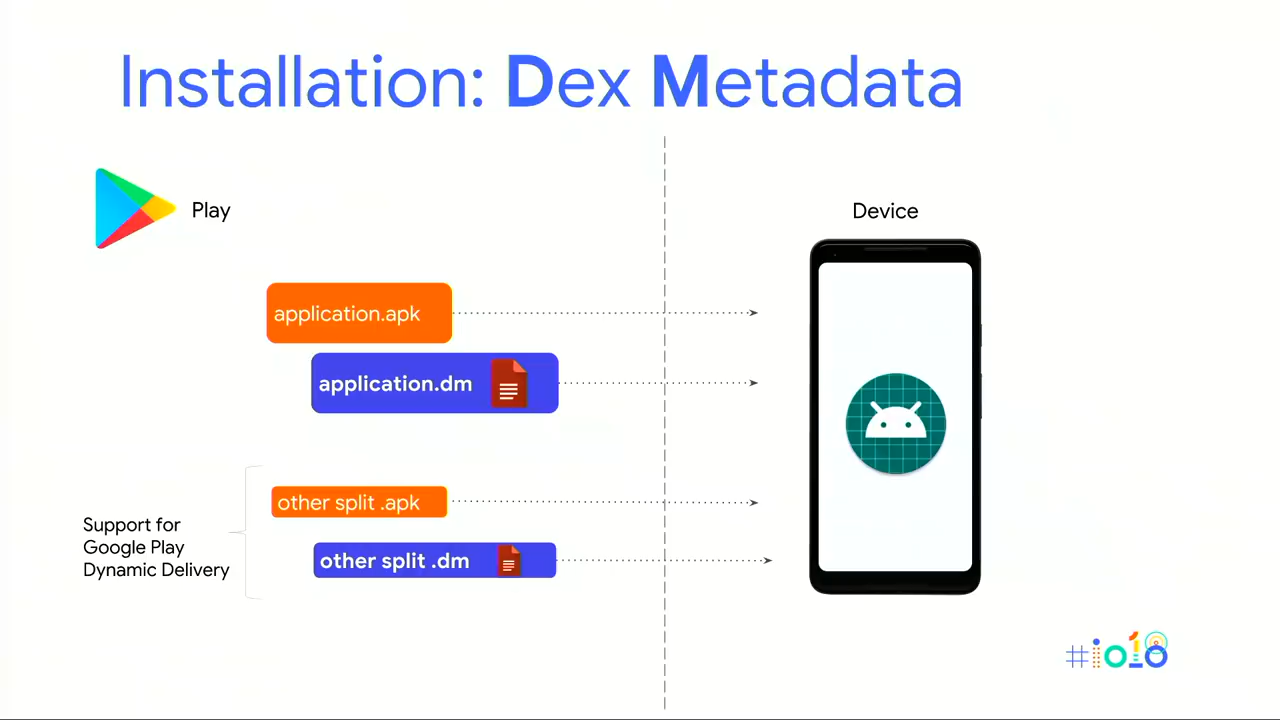 Installation: Dex Metadata
Play
Device
application.apk
application.dm
other split .apk
Support for
Google Play
Dynamic Delivery
other split .dm
#io18